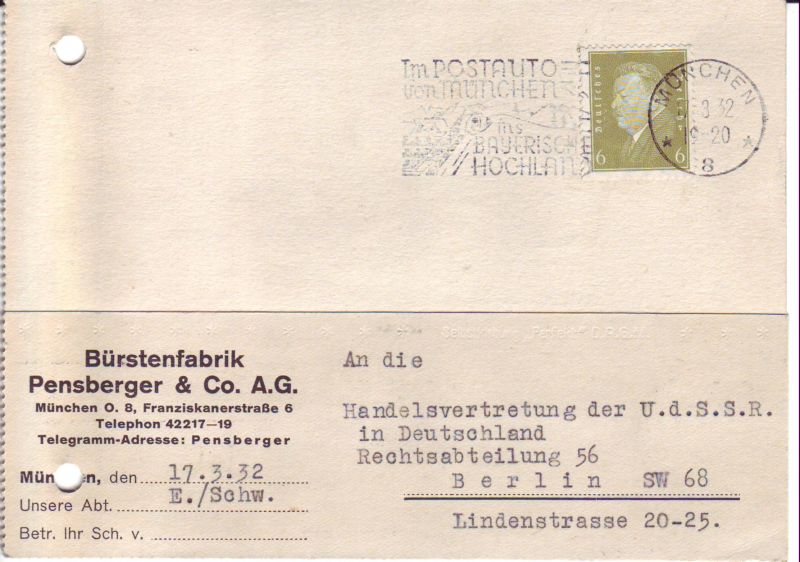 Im POSTAUTO
von MÜNCHEN
ins
BAYERISCHE
HOCHLAND
Deutsches
Reich
6 6
MÜNCHEN
3.32
9-20
* 8 *
Bürstenfabrik
Pensberger & Co. A.G.
München O. 8, Franziskanerstraße 6
Telephon 42217—19
Telegramm-Adresse: Pensberger
den 17.3.32
Unsere Abt. E./Schw.
Betr. Ihr Sch. v.
An die
Handelsvertretung der U.d.S.S.R.
in Deutschland
Rechtsabteilung 56
Berlin SW 68
Lindenstrasse 20-25.